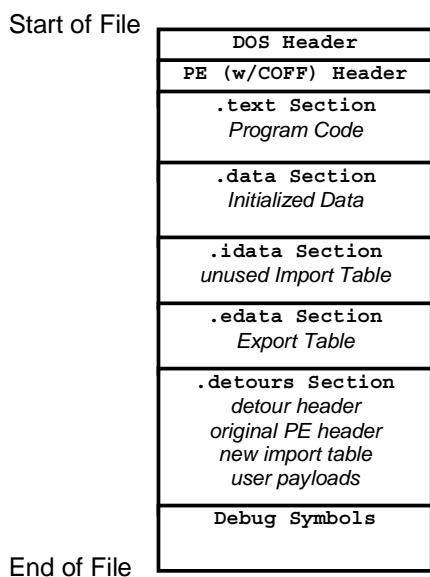 Start of File
DOS Header
PE (w/COFF) Header
.text Section
Program Code
.data Section
Initialized Data
.idata Section
unused Import Table
.edata Section
Export Table
.detours Section
detour header
original PE header
new import table
user payloads
Debug Symbols
End of File